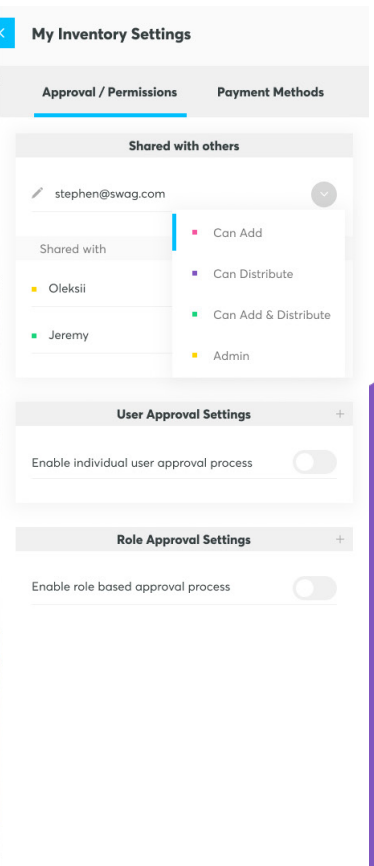 My Inventory Settings
Approval / Permissions Payment Methods
Shared with others
stephen@swag.com
Can Add
Shared with
Can Distribute
Oleksii
Can Add & Distribute
Jeremy
Admin
User Approval Settings +
Enable individual user approval process
Role Approval Settings +
Enable role based approval process